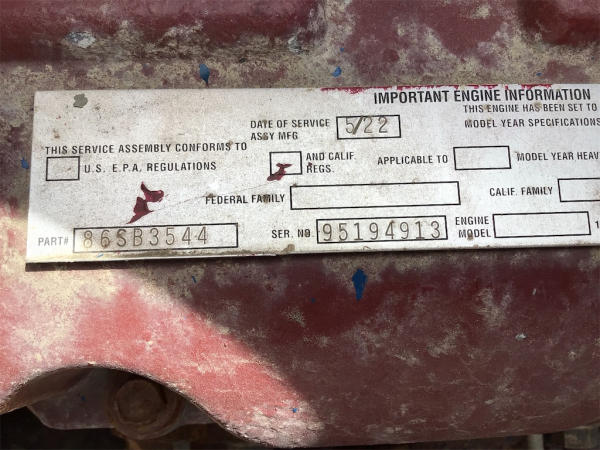 IMPORTANT ENGINE INFORMATION
THIS ENGINE HAS BEEN SET TO
MODEL YEAR SPECIFICATIONS
DATE OF SERVICE ASSY MFG 5/22
THIS SERVICE ASSEMBLY CONFORMS TO
U.S. E.P.A. REGULATIONS
AND CALIF. REGS.
APPLICABLE TO
MODEL YEAR HEAV
FEDERAL FAMILY
CALIF. FAMILY
PART# 86SB3544
SER. NO 95194913
ENGINE MODEL